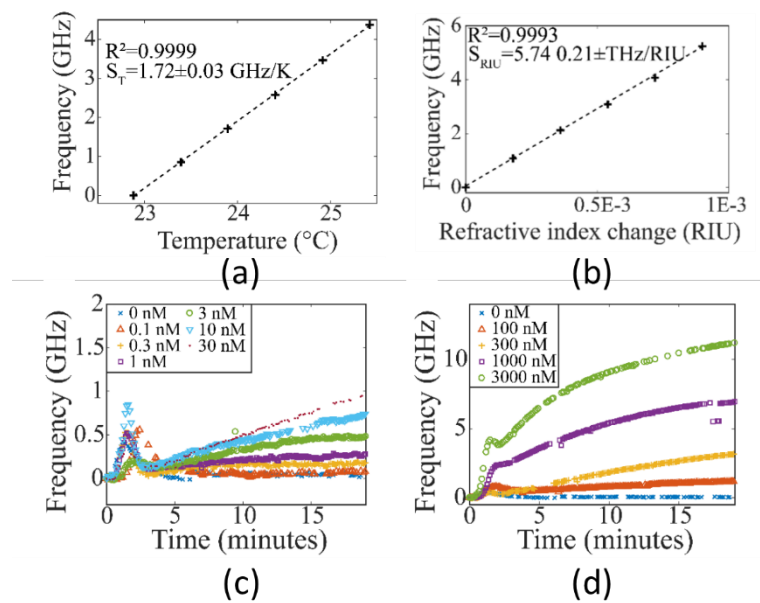 R²=0.9999
S_T=1.72±0.03 GHz/K
Frequency (GHz)
4
3
2
1
0
23
24
25
Temperature (°C)
(a)
R²=0.9993
S_RIU=5.74 0.21±THz/RIU
Frequency (GHz)
6
4
2
0
0
0.5E-3
1E-3
Refractive index change (RIU)
(b)
Frequency (GHz)
2
1.5
1
0.5
0
0 nM
0.1 nM
0.3 nM
1 nM
3 nM
10 nM
30 nM
0
5
10
15
Time (minutes)
(c)
Frequency (GHz)
10
5
0
0 nM
100 nM
300 nM
1000 nM
3000 nM
0
5
10
15
Time (minutes)
(d)